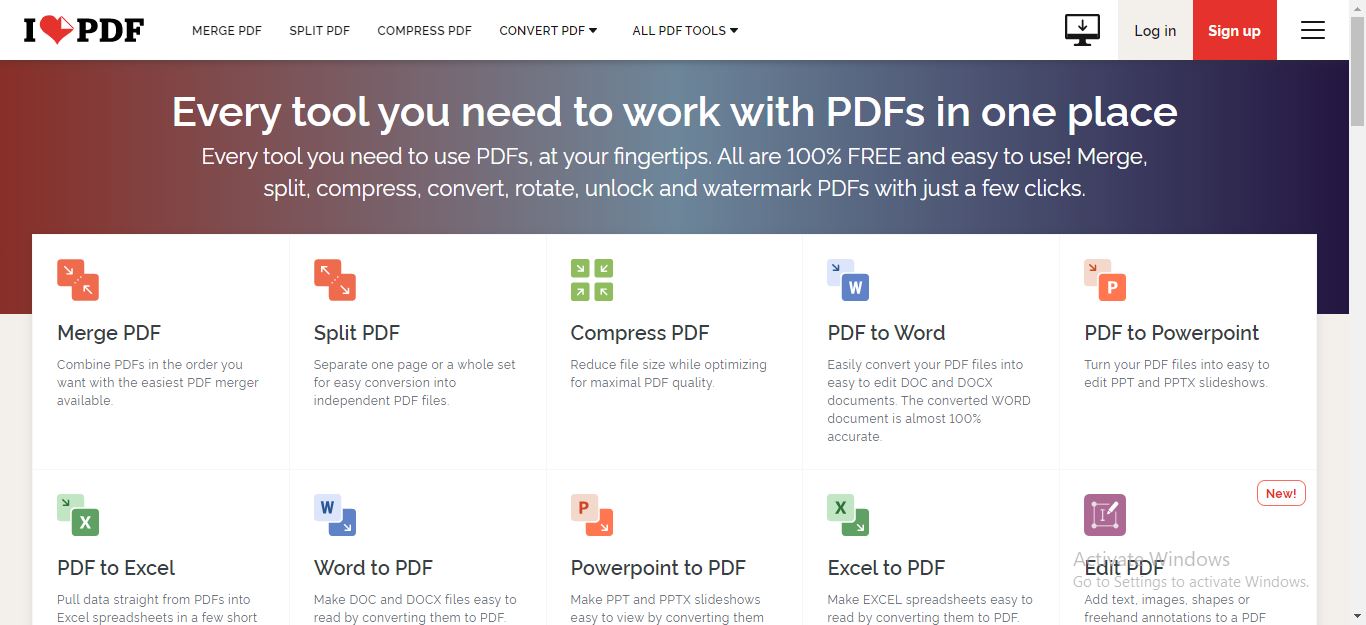 I PDF
MERGE PDF
SPLIT PDF
COMPRESS PDF
CONVERT PDF
ALL PDF TOOLS
Log in
Sign up
Every tool you need to work with PDFs in one place
Every tool you need to use PDFs, at your fingertips. All are 100% FREE and easy to use! Merge,
split, compress, convert, rotate, unlock and watermark PDFs with just a few clicks.
Merge PDF
Combine PDFs in the order you
want with the easiest PDF merger
available.
Split PDF
Separate one page or a whole set
for easy conversion into
independent PDF files.
Compress PDF
Reduce file size while optimizing
for maximal PDF quality.
W
PDF to Word
Easily convert your PDF files into
easy to edit DOC and DOCX
documents. The converted WORD
document is almost 100%
accurate.
P
PDF to Powerpoint
Turn your PDF files into easy to
edit PPT and PPTX slideshows.
X
PDF to Excel
Pull data straight from PDFs into
Excel spreadsheets in a few short
W
Word to PDF
Make DOC and DOCX files easy to
read by converting them to PDF.
P
Powerpoint to PDF
Make PPT and PPTX slideshows
easy to view by converting them
X
Excel to PDF
Make EXCEL spreadsheets easy to
read by converting them to PDF.
New!
Edit PDF
Add text, images, shapes or
freehand annotations to a PDF
Activate Windows
Go to Settings to activate Windows.